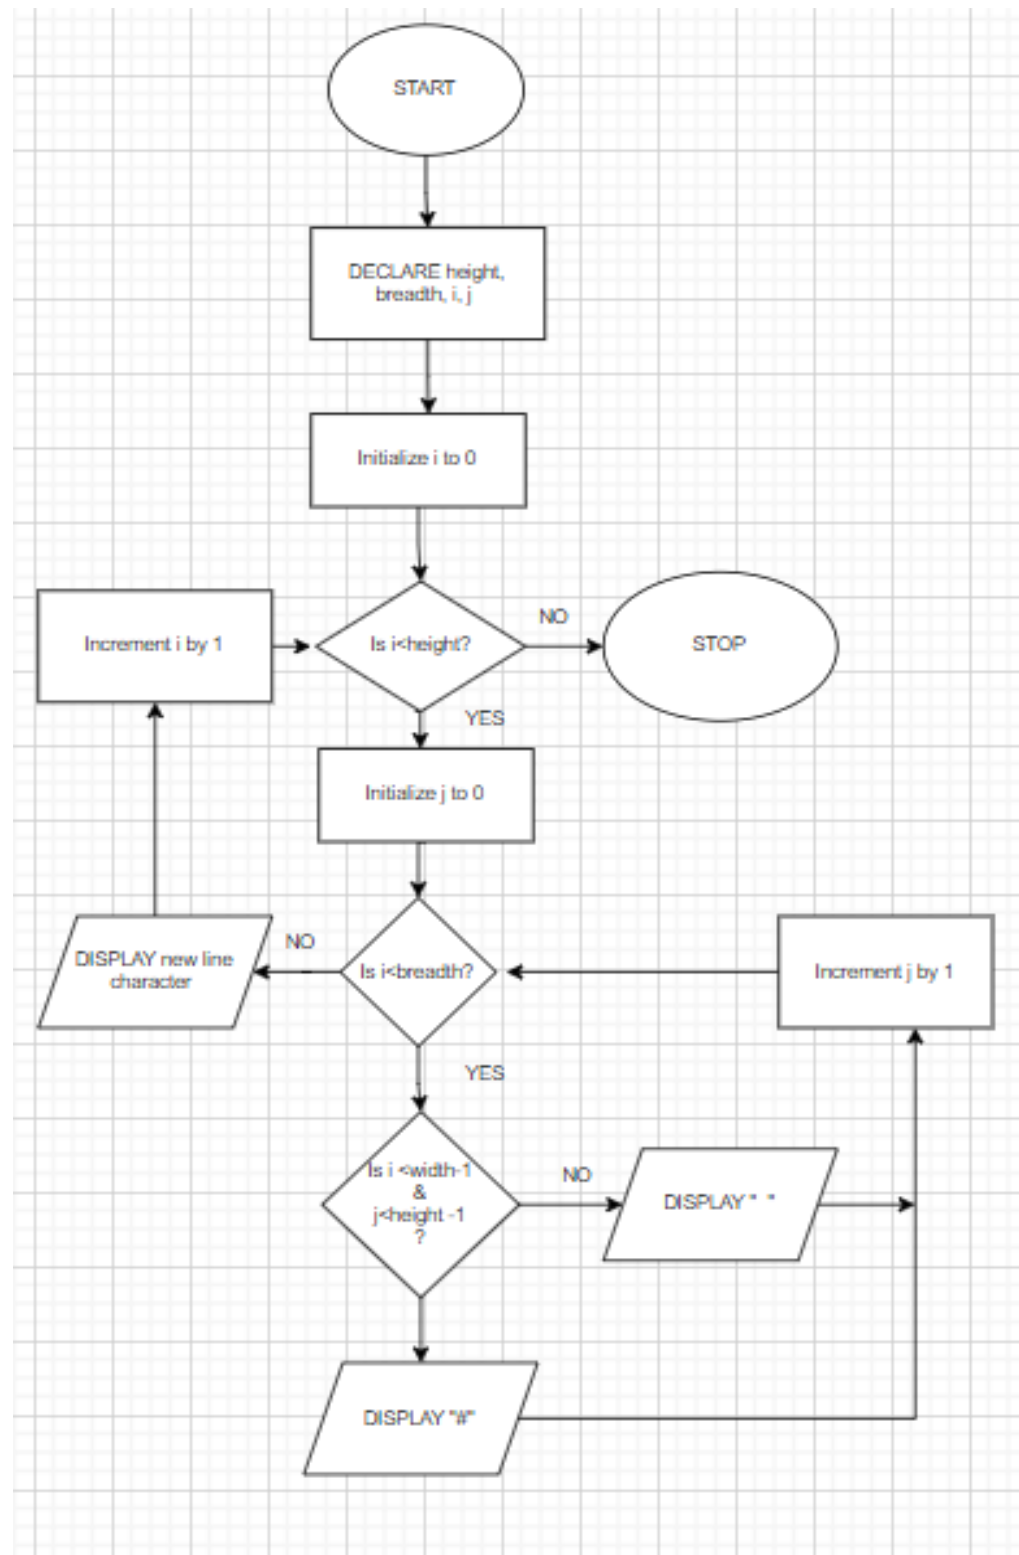 START
DECLARE height,
breadth, i, j
Initialize i to 0
Increment i by 1
Is i<height?
NO
STOP
YES
Initialize j to 0
DISPLAY new line
character
NO
Is i<breadth?
Increment j by 1
YES
Is i <width-1
&
j<height -1
?
NO
DISPLAY "  "
DISPLAY "#"